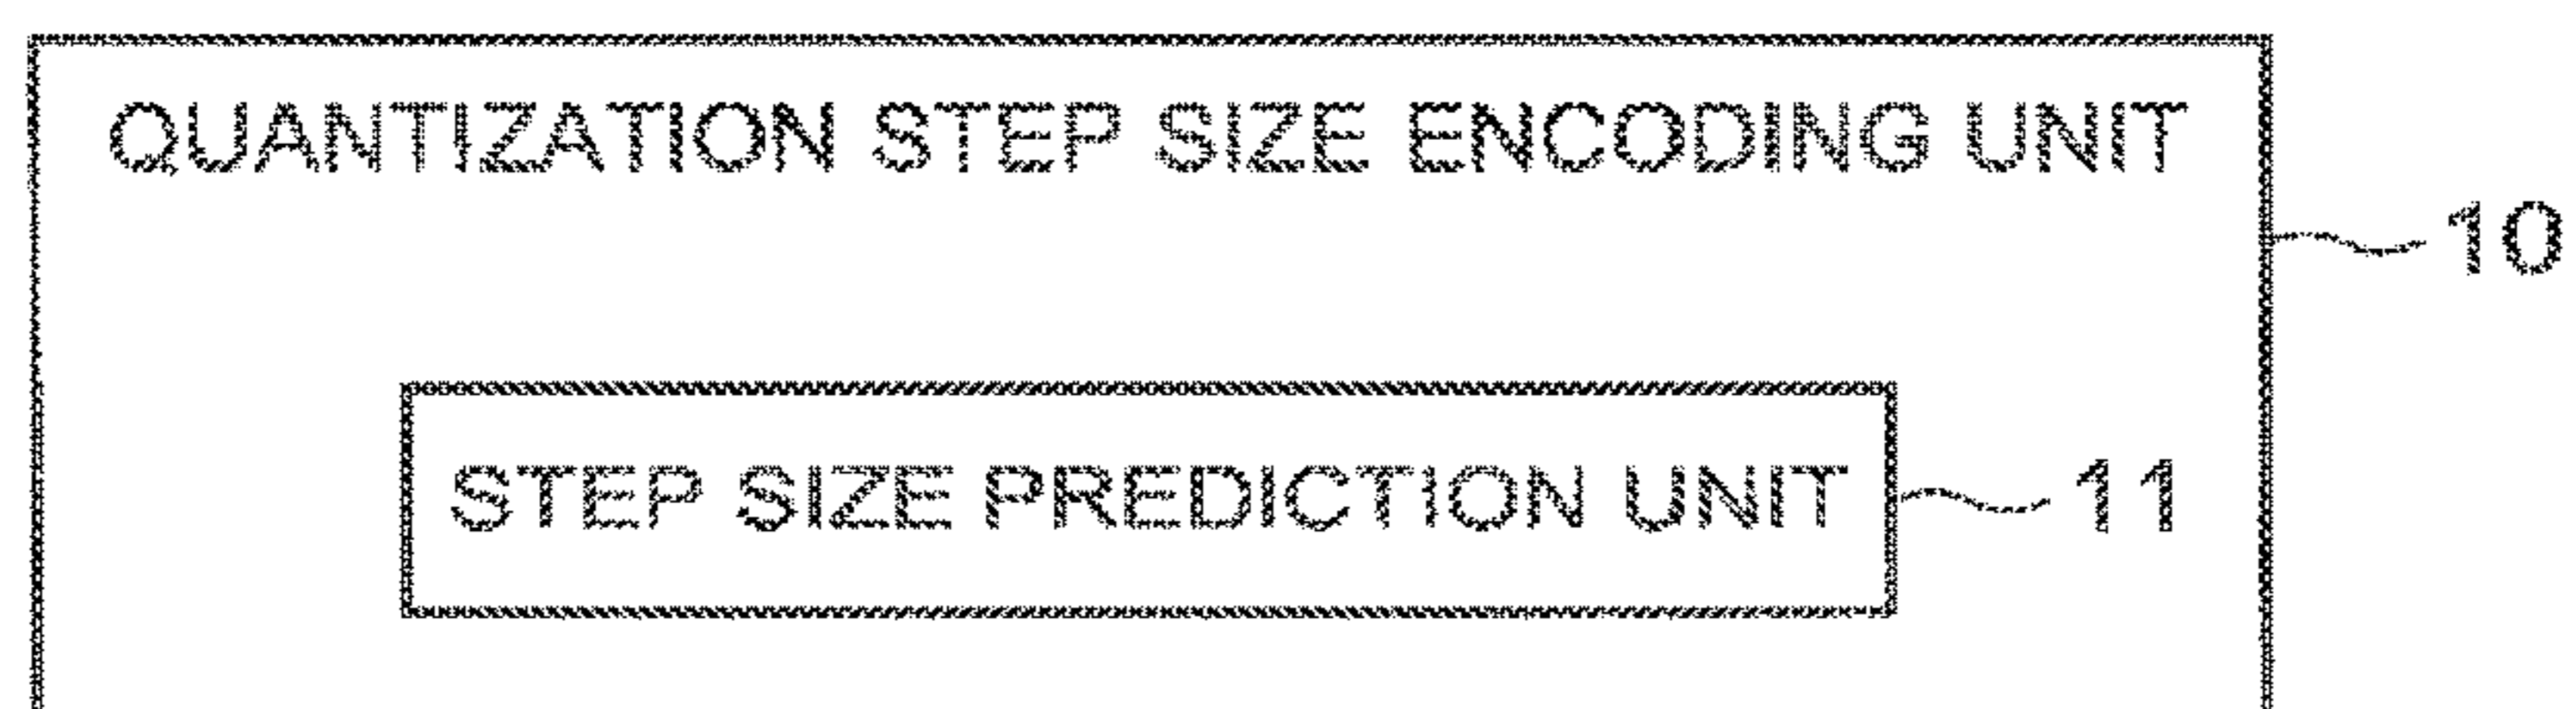 QUANTIZATION STEP SIZE ENCODING UNIT
10
STEP SIZE PREDICTION UNIT
11